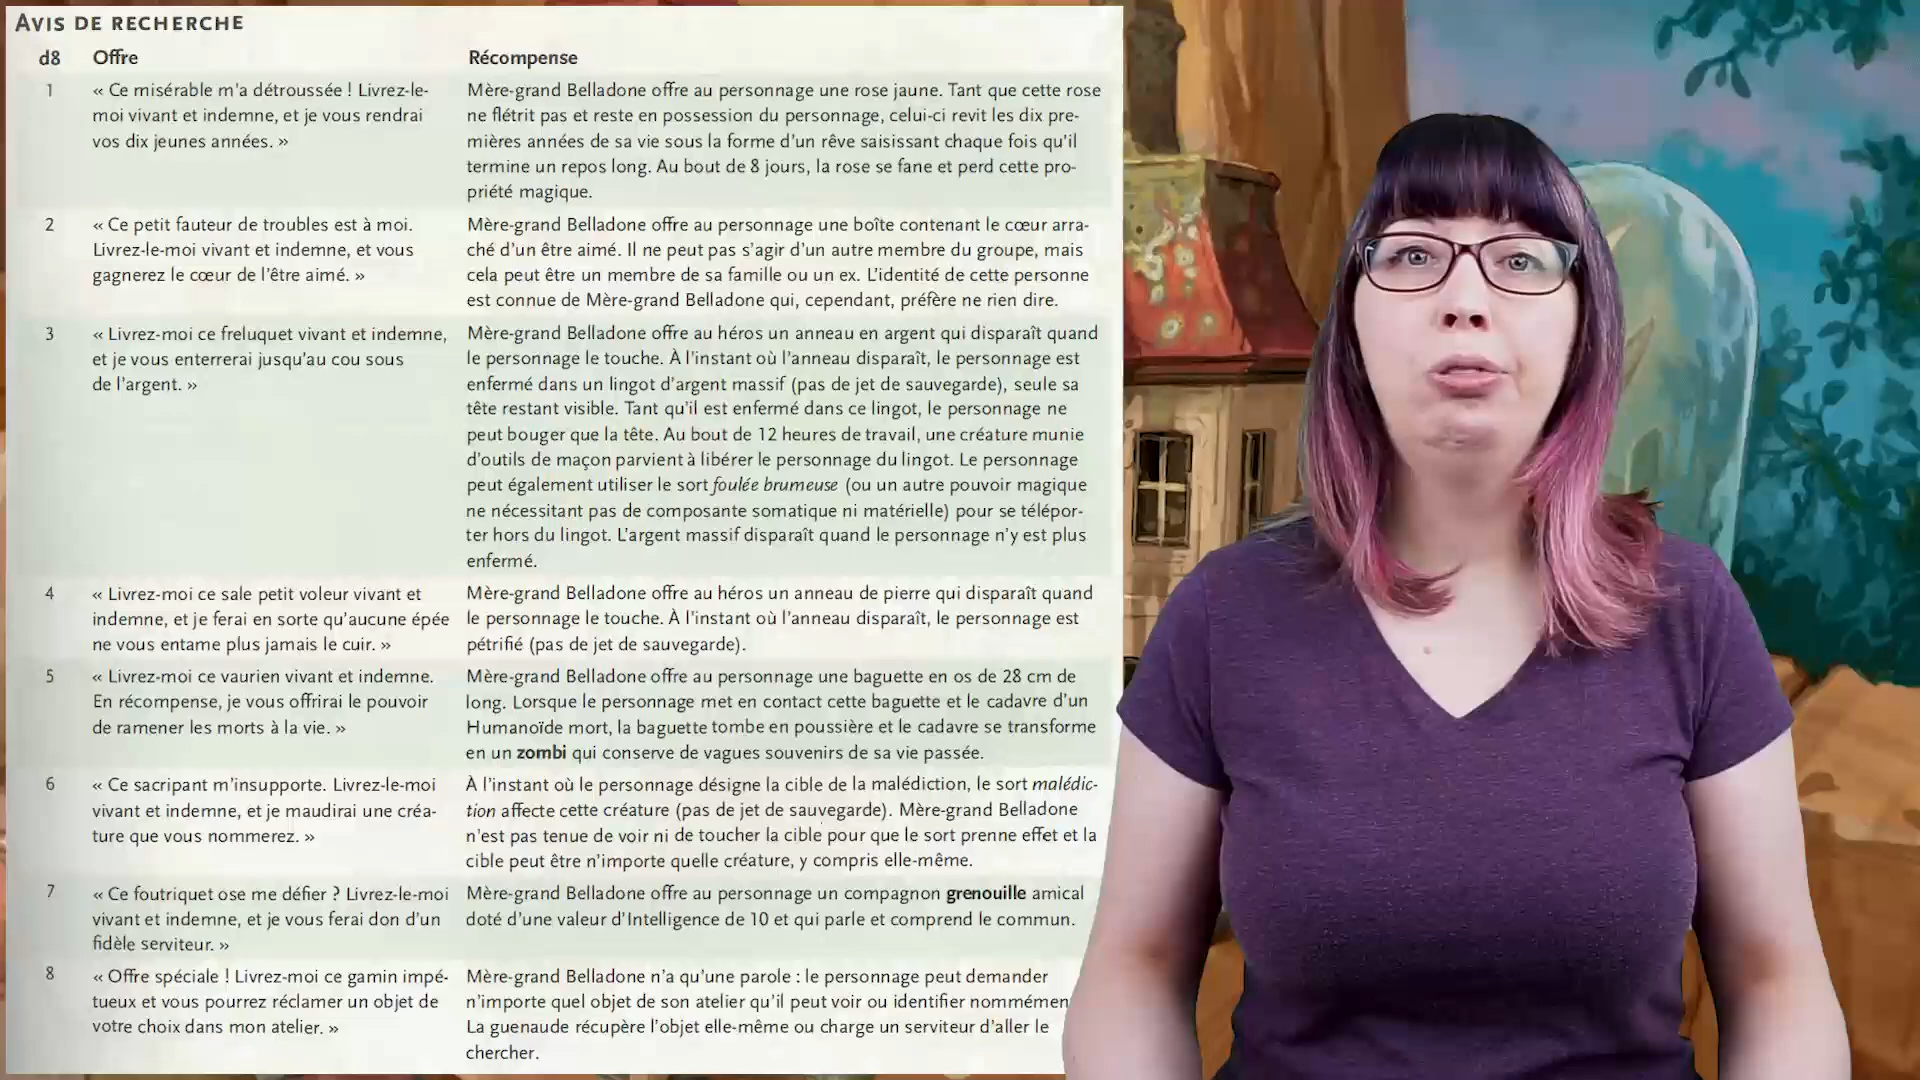 AVIS DE RECHERCHE
d8 Offre Récompense
1 « Ce misérable m'a détroussée ! Livrez-le-
moi vivant et indemne, et je vous rendrai
vos dix jeunes années. »
Mère-grand Belladone offre au personnage une rose jaune. Tant que cette rose
ne flétrit pas et reste en possession du personnage, celui-ci revit les dix pre-
mières années de sa vie sous la forme d'un rêve saisissant chaque fois qu'il
termine un repos long. Au bout de 8 jours, la rose se fane et perd cette pro-
priété magique.
2 « Ce petit fauteur de troubles est à moi.
Livrez-le-moi vivant et indemne, et vous
gagnerez le cœur de l'être aimé. »
Mère-grand Belladone offre au personnage une boîte contenant le cœur arra-
ché d'un être aimé. Il ne peut pas s'agir d'un autre membre du groupe, mais
cela peut être un membre de sa famille ou un ex. L'identité de cette personne
est connue de Mère-grand Belladone qui, cependant, préfère ne rien dire.
3 « Livrez-moi ce freluquet vivant et indemne,
et je vous enterrerai jusqu'au cou sous
de l'argent. »
Mère-grand Belladone offre au héros un anneau en argent qui disparaît quand
le personnage le touche. À l'instant où l'anneau disparaît, le personnage est
enfermé dans un lingot d'argent massif (pas de jet de sauvegarde), seule sa
tête restant visible. Tant qu'il est enfermé dans ce lingot, le personnage ne
peut bouger que la tête. Au bout de 12 heures de travail, une créature munie
d'outils de maçon parvient à libérer le personnage du lingot. Le personnage
peut également utiliser le sort foulée brumeuse (ou un autre pouvoir magique
ne nécessitant pas de composante somatique ni matérielle) pour se télépor-
ter hors du lingot. L'argent massif disparaît quand le personnage n'y est plus
enfermé.
4 « Livrez-moi ce sale petit voleur vivant et
indemne, et je ferai en sorte qu'aucune épée
ne vous entame plus jamais le cuir. »
Mère-grand Belladone offre au héros un anneau de pierre qui disparaît quand
le personnage le touche. À l'instant où l'anneau disparaît, le personnage est
pétrifié (pas de jet de sauvegarde).
5 « Livrez-moi ce vaurien vivant et indemne.
En récompense, je vous offrirai le pouvoir
de ramener les morts à la vie. »
Mère-grand Belladone offre au personnage une baguette en os de 28 cm de
long. Lorsque le personnage met en contact cette baguette et le cadavre d'un
Humanoïde mort, la baguette tombe en poussière et le cadavre se transforme
en un zombi qui conserve de vagues souvenirs de sa vie passée.
6 « Ce sacripant m'insupporte. Livrez-le-moi
vivant et indemne, et je maudirai une créa-
ture que vous nommerez. »
À l'instant où le personnage désigne la cible de la malédiction, le sort malédic-
tion affecte cette créature (pas de jet de sauvegarde). Mère-grand Belladone
n'est pas tenue de voir ni de toucher la cible pour que le sort prenne effet et la
cible peut être n'importe quelle créature, y compris elle-même.
7 « Ce foutriquet ose me défier ? Livrez-le-moi
vivant et indemne, et je vous ferai don d'un
fidèle serviteur. »
Mère-grand Belladone offre au personnage un compagnon grenouille amical
doté d'une valeur d'Intelligence de 10 et qui parle et comprend le commun.
8 « Offre spéciale ! Livrez-moi ce gamin impé-
tueux et vous pourrez réclamer un objet de
votre choix dans mon atelier. »
Mère-grand Belladone n'a qu'une parole : le personnage peut demander
n'importe quel objet de son atelier qu'il peut voir ou identifier nommémen
La guenaude récupère l'objet elle-même ou charge un serviteur d'aller le
chercher.